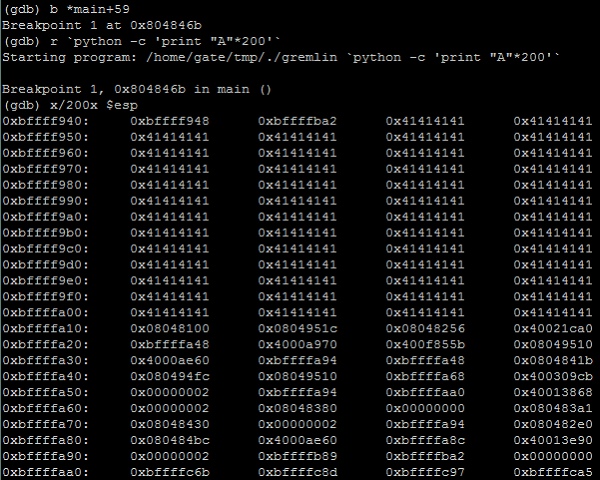 (gdb) b *main+59
Breakpoint 1 at 0x804846b
(gdb) r `python -c 'print "A"*200'`
Starting program: /home/gate/tmp/./gremlin `python -c 'print "A"*200'`
Breakpoint 1, 0x804846b in main ()
(gdb) x/200x $esp
0xbffff940: 0xbffff948 0xbffffba2 0x41414141 0x41414141
0xbffff950: 0x41414141 0x41414141 0x41414141 0x41414141
0xbffff960: 0x41414141 0x41414141 0x41414141 0x41414141
0xbffff970: 0x41414141 0x41414141 0x41414141 0x41414141
0xbffff980: 0x41414141 0x41414141 0x41414141 0x41414141
0xbffff990: 0x41414141 0x41414141 0x41414141 0x41414141
0xbffff9a0: 0x41414141 0x41414141 0x41414141 0x41414141
0xbffff9b0: 0x41414141 0x41414141 0x41414141 0x41414141
0xbffff9c0: 0x41414141 0x41414141 0x41414141 0x41414141
0xbffff9d0: 0x41414141 0x41414141 0x41414141 0x41414141
0xbffff9e0: 0x41414141 0x41414141 0x41414141 0x41414141
0xbffff9f0: 0x41414141 0x41414141 0x41414141 0x41414141
0xbffffa00: 0x41414141 0x41414141 0x41414141 0x41414141
0xbffffa10: 0x08048100 0x0804951c 0x08048256 0x40021ca0
0xbffffa20: 0xbffffa48 0x4000a970 0x400f855b 0x08049510
0xbffffa30: 0x4000ae60 0xbffffa94 0xbffffa48 0x0804841b
0xbffffa40: 0x080494fc 0x08049510 0xbffffa68 0x400309cb
0xbffffa50: 0x00000002 0xbffffa94 0xbffffaa0 0x40013868
0xbffffa60: 0x00000002 0x08048380 0x00000000 0x080483a1
0xbffffa70: 0x08048430 0x00000002 0xbffffa94 0x080482e0
0xbffffa80: 0x080484bc 0x4000ae60 0xbffffa8c 0x40013e90
0xbffffa90: 0x00000002 0xbffffb89 0xbffffba2 0x00000000
0xbffffaa0: 0xbffffc6b 0xbffffc8d 0xbffffc97 0xbffffca5